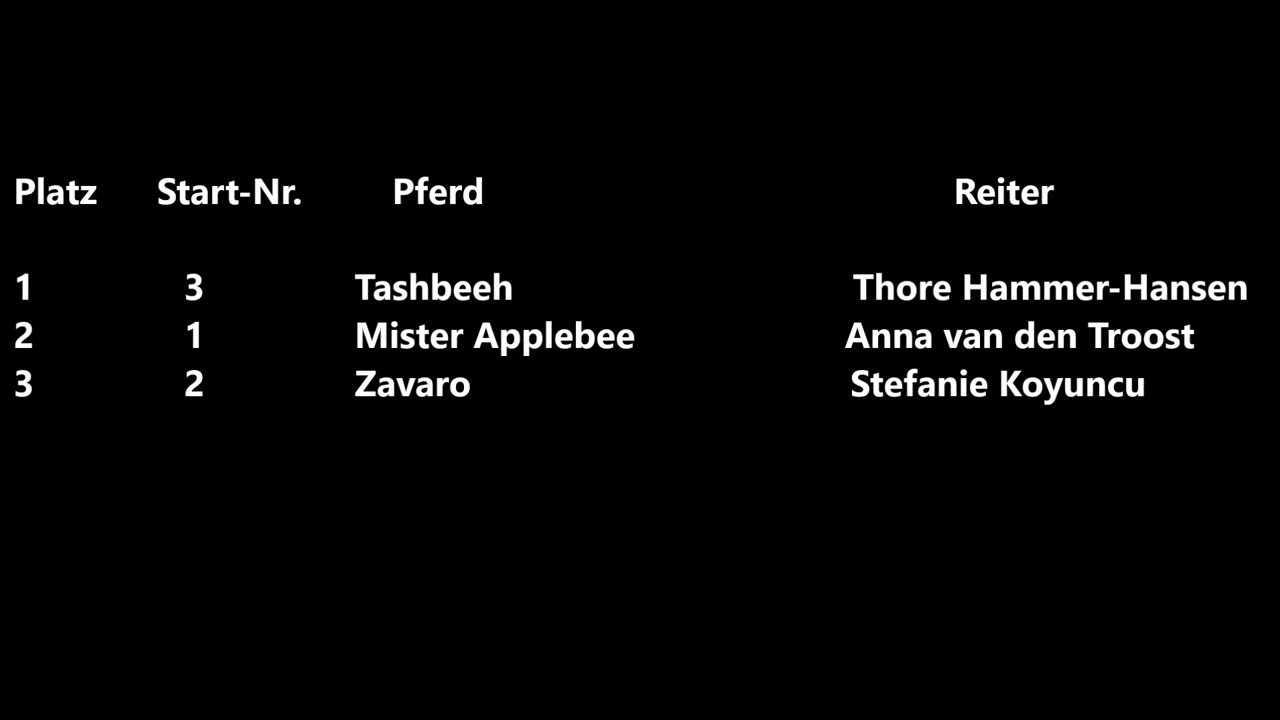 Platz Start-Nr. Pferd Reiter
1 3 Tashbeeh Thore Hammer-Hansen
2 1 Mister Applebee Anna van den Troost
3 2 Zavaro Stefanie Koyuncu